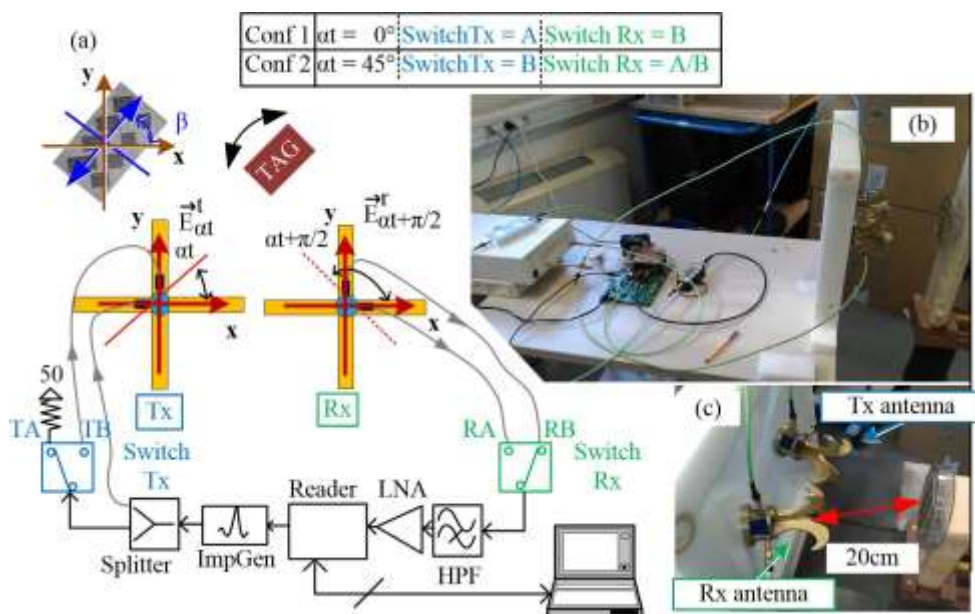 Conf 1 αt = 0° SwitchTx = A Switch Rx = B
Conf 2 αt = 45° SwitchTx = B Switch Rx = A/B
(a)
y
β
x
TAG
(b)
y
E⃗ᵗαt
αt
x
y
E⃗ʳαt+π/2
αt+π/2
x
50
Tx
Rx
(c)
Tx antenna
TA
TB
Switch
Tx
RA
RB
Switch
Rx
Reader
LNA
20cm
Splitter
ImpGen
HPF
Rx antenna